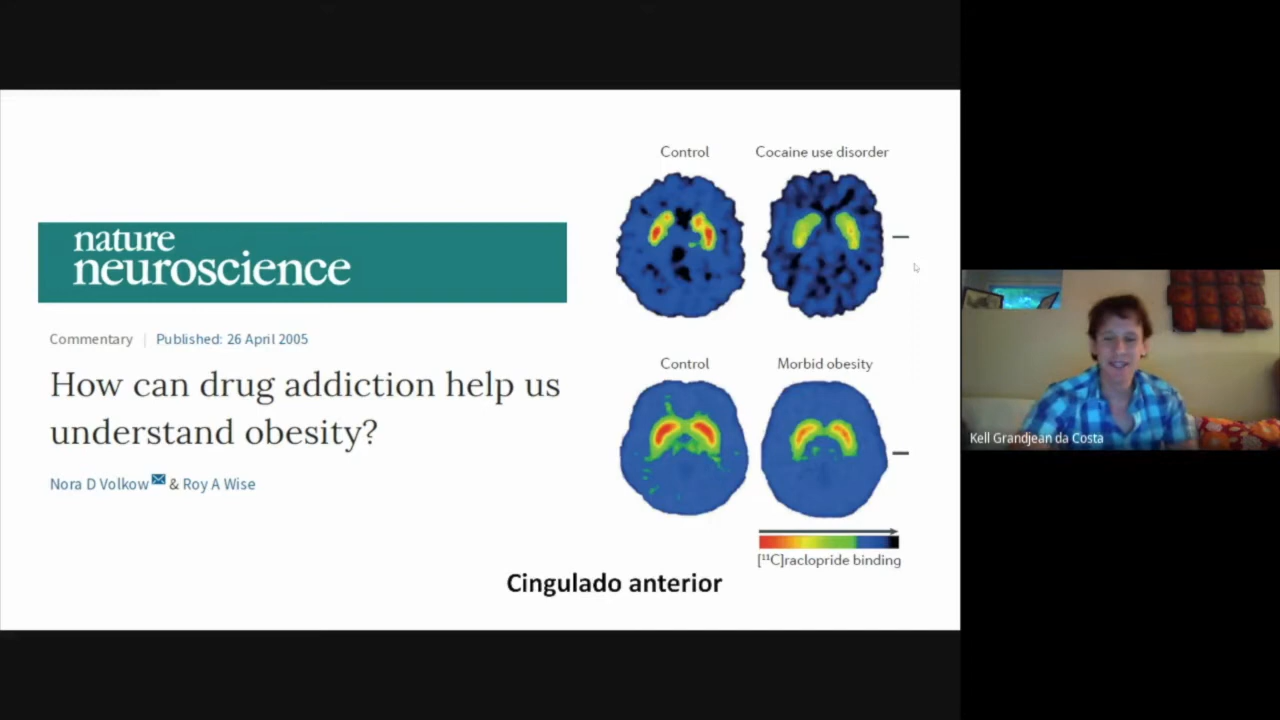 nature
neuroscience
Commentary | Published: 26 April 2005
How can drug addiction help us
understand obesity?
Nora D Volkow & Roy A Wise
Control
Cocaine use disorder
Control
Morbid obesity
[¹¹C]raclopride binding
Cingulado anterior
Kell Grandjean da Costa